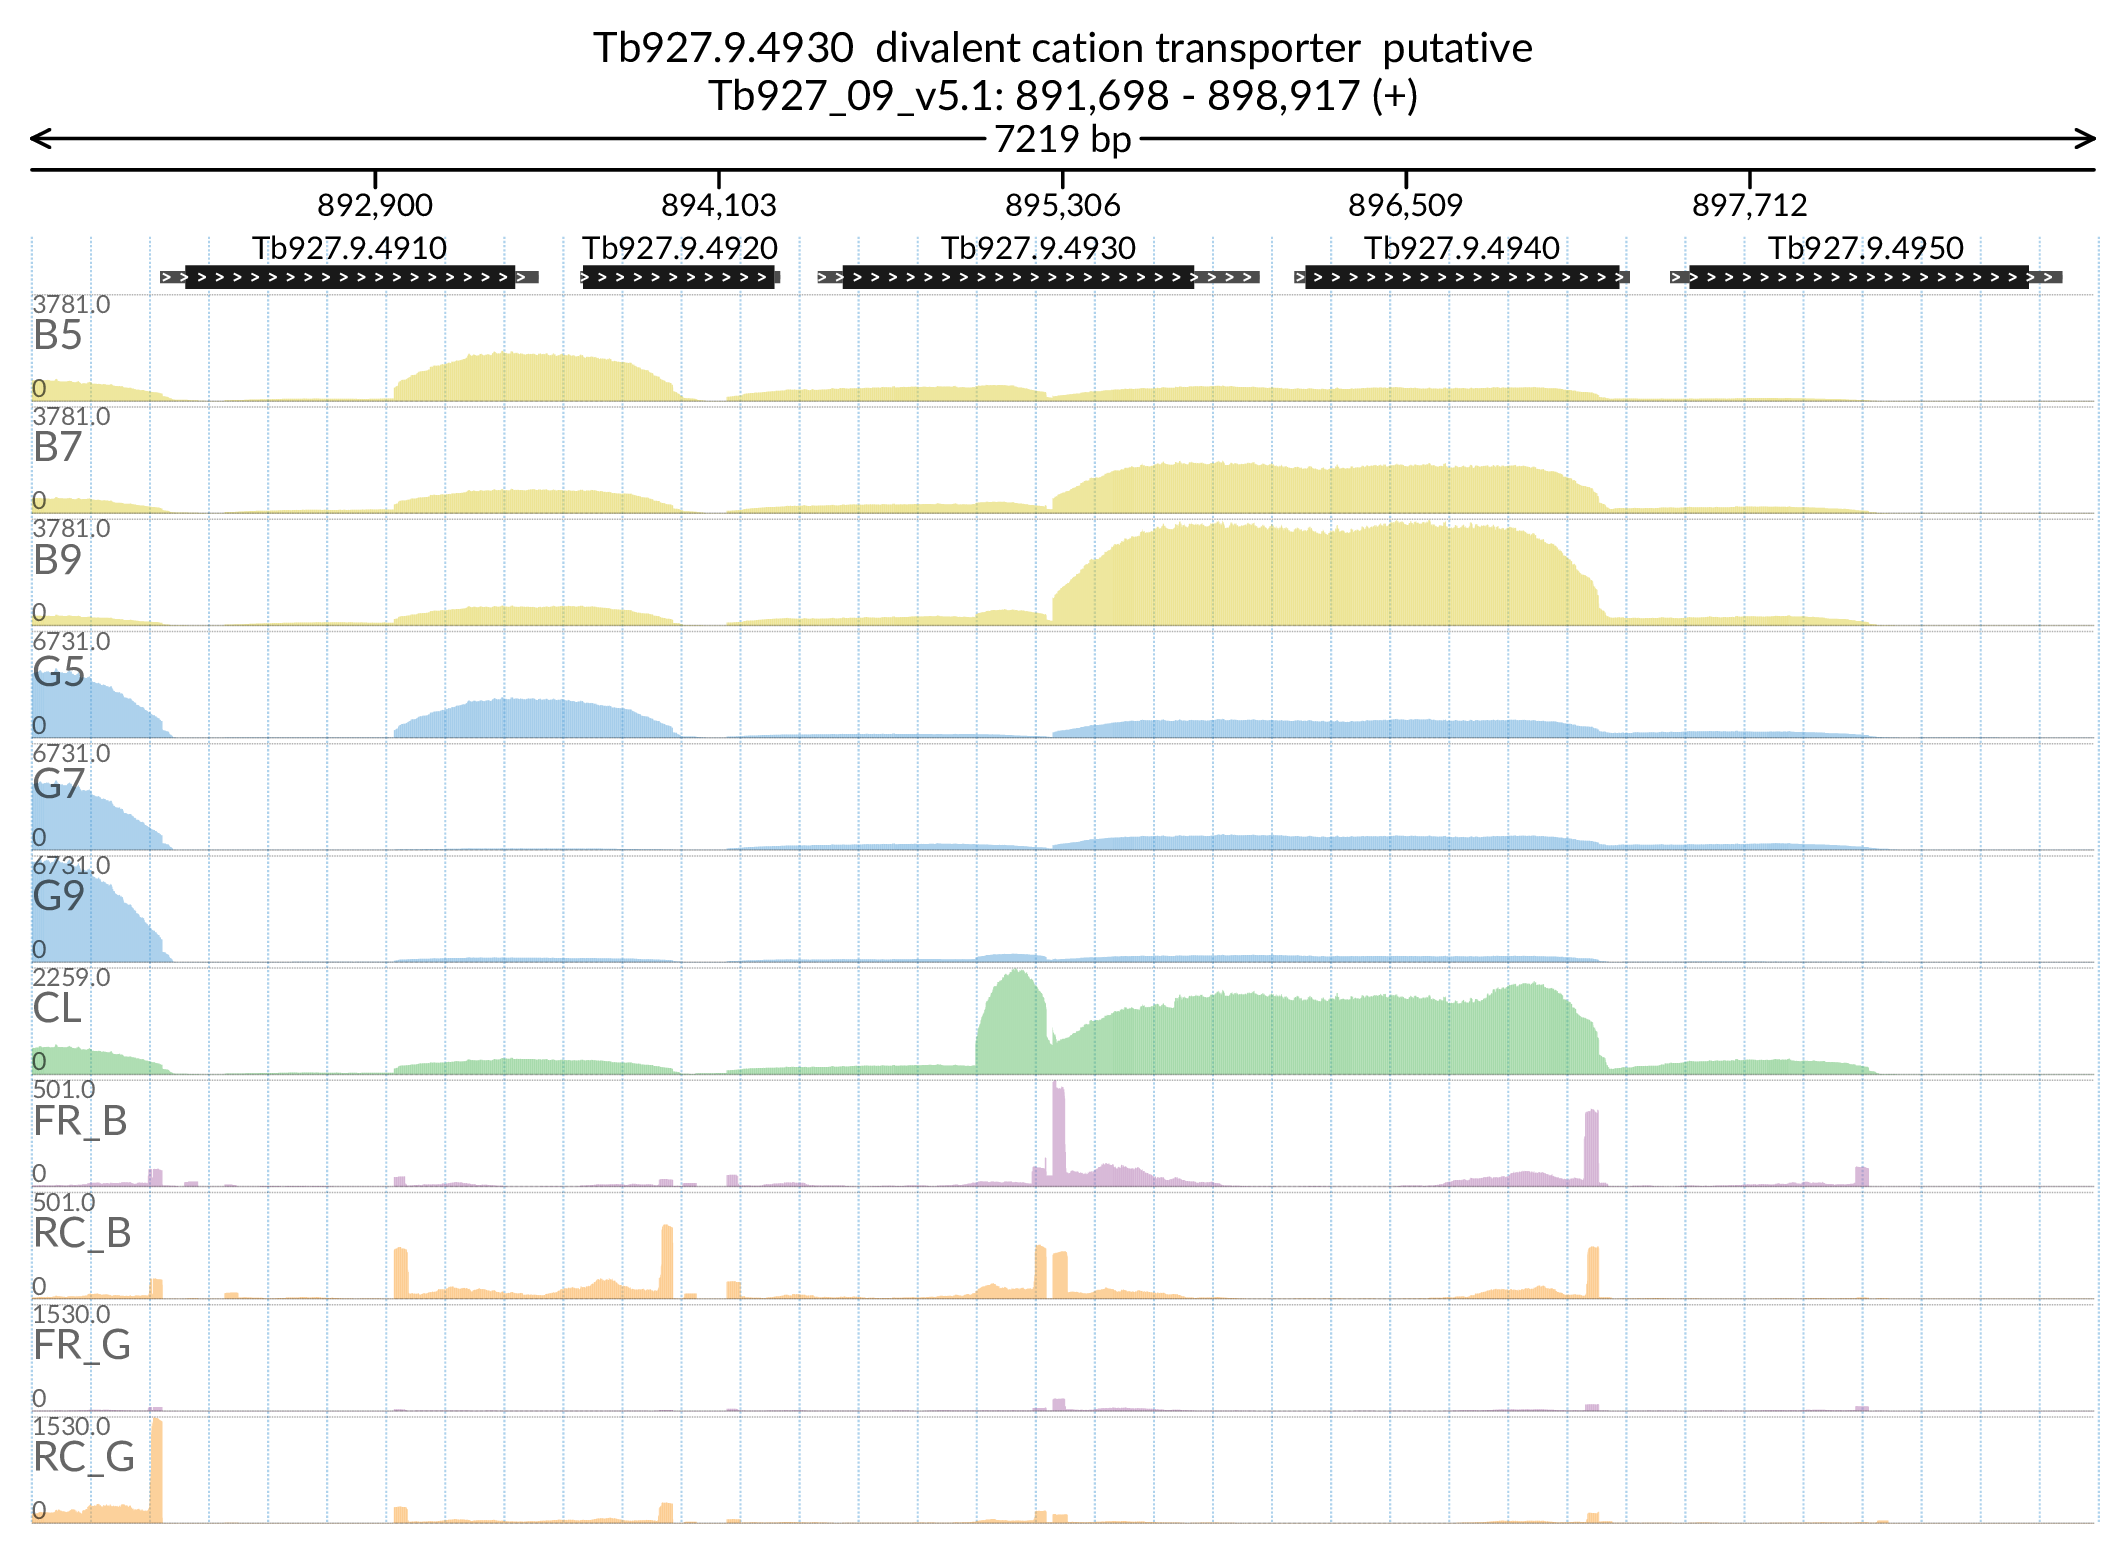 Tb927.9.4930  divalent cation transporter  putative
Tb927_09_v5.1: 891,698 - 898,917 (+)
7219 bp
892,900 894,103 895,306 896,509 897,712
Tb927.9.4910 Tb927.9.4920 Tb927.9.4930 Tb927.9.4940 Tb927.9.4950
3781.0
B5
0
3781.0
B7
0
3781.0
B9
0
6731.0
G5
0
6731.0
G7
0
6731.0
G9
0
2259.0
CL
0
501.0
FR_B
0
501.0
RC_B
0
1530.0
FR_G
0
1530.0
RC_G
0